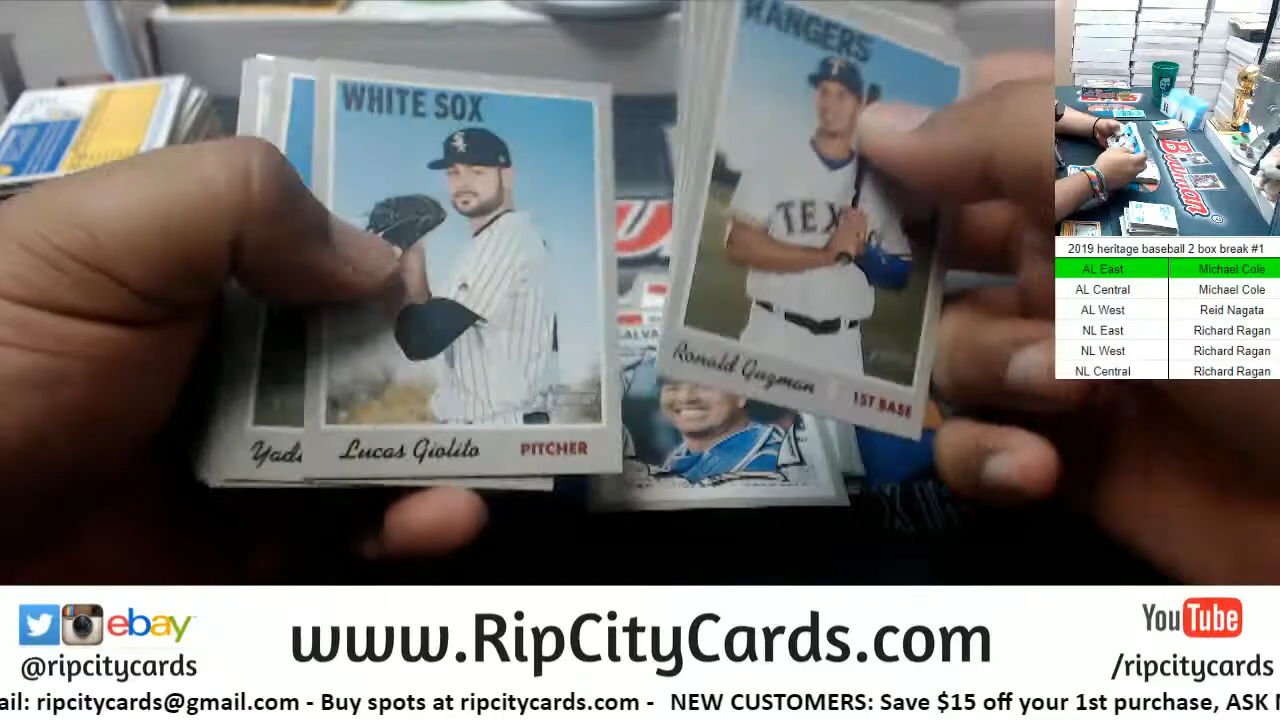 RANGERS
WHITE SOX
TEX
Ronald Guzman 1ST BASE
Lucas Giolito PITCHER
Yadi
Bowman
2019 heritage baseball 2 box break #1
AL East Michael Cole
AL Central Michael Cole
AL West Reid Nagata
NL East Richard Ragan
NL West Richard Ragan
NL Central Richard Ragan
ebay
@ripcitycards
www.RipCityCards.com
YouTube
/ripcitycards
ail: ripcitycards@gmail.com - Buy spots at ripcitycards.com - NEW CUSTOMERS: Save $15 off your 1st purchase, ASK